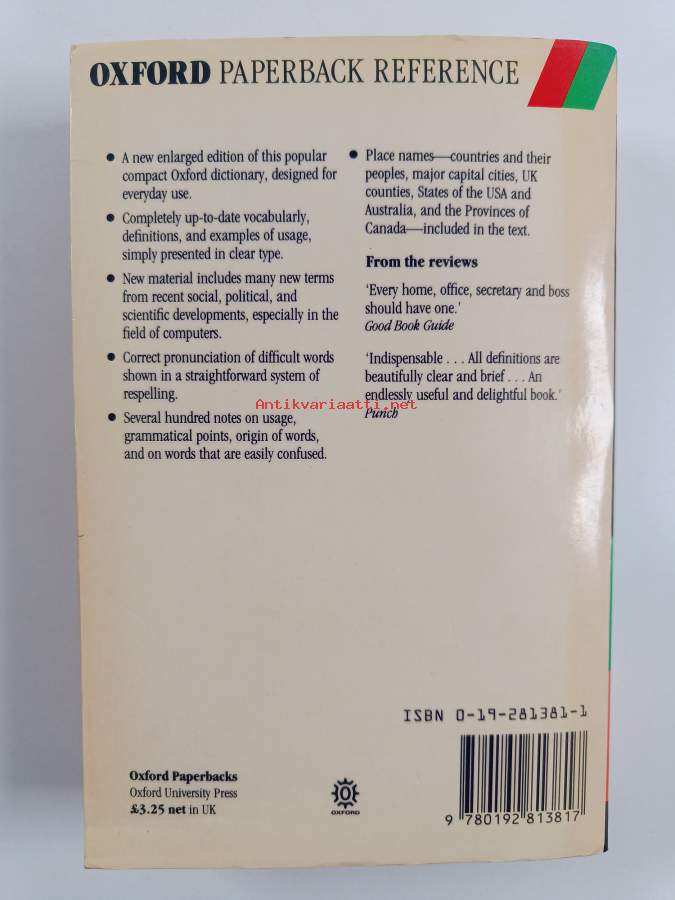 OXFORD PAPERBACK REFERENCE
• A new enlarged edition of this popular
compact Oxford dictionary, designed for
everyday use.
• Completely up-to-date vocabularly,
definitions, and examples of usage,
simply presented in clear type.
• New material includes many new terms
from recent social, political, and
scientific developments, especially in the
field of computers.
• Correct pronunciation of difficult words
shown in a straightforward system of
respelling.
• Several hundred notes on usage,
grammatical points, origin of words,
and on words that are easily confused.
• Place names—countries and their
peoples, major capital cities, UK
counties, States of the USA and
Australia, and the Provinces of
Canada—included in the text.
From the reviews
'Every home, office, secretary and boss
should have one.'
Good Book Guide
'Indispensable . . . All definitions are
beautifully clear and brief . . . An
endlessly useful and delightful book.'
Punch
Antikvariaatti.net
ISBN 0-19-281381-1
9 780192 813817
Oxford Paperbacks
Oxford University Press
£3.25 net in UK
OXFORD